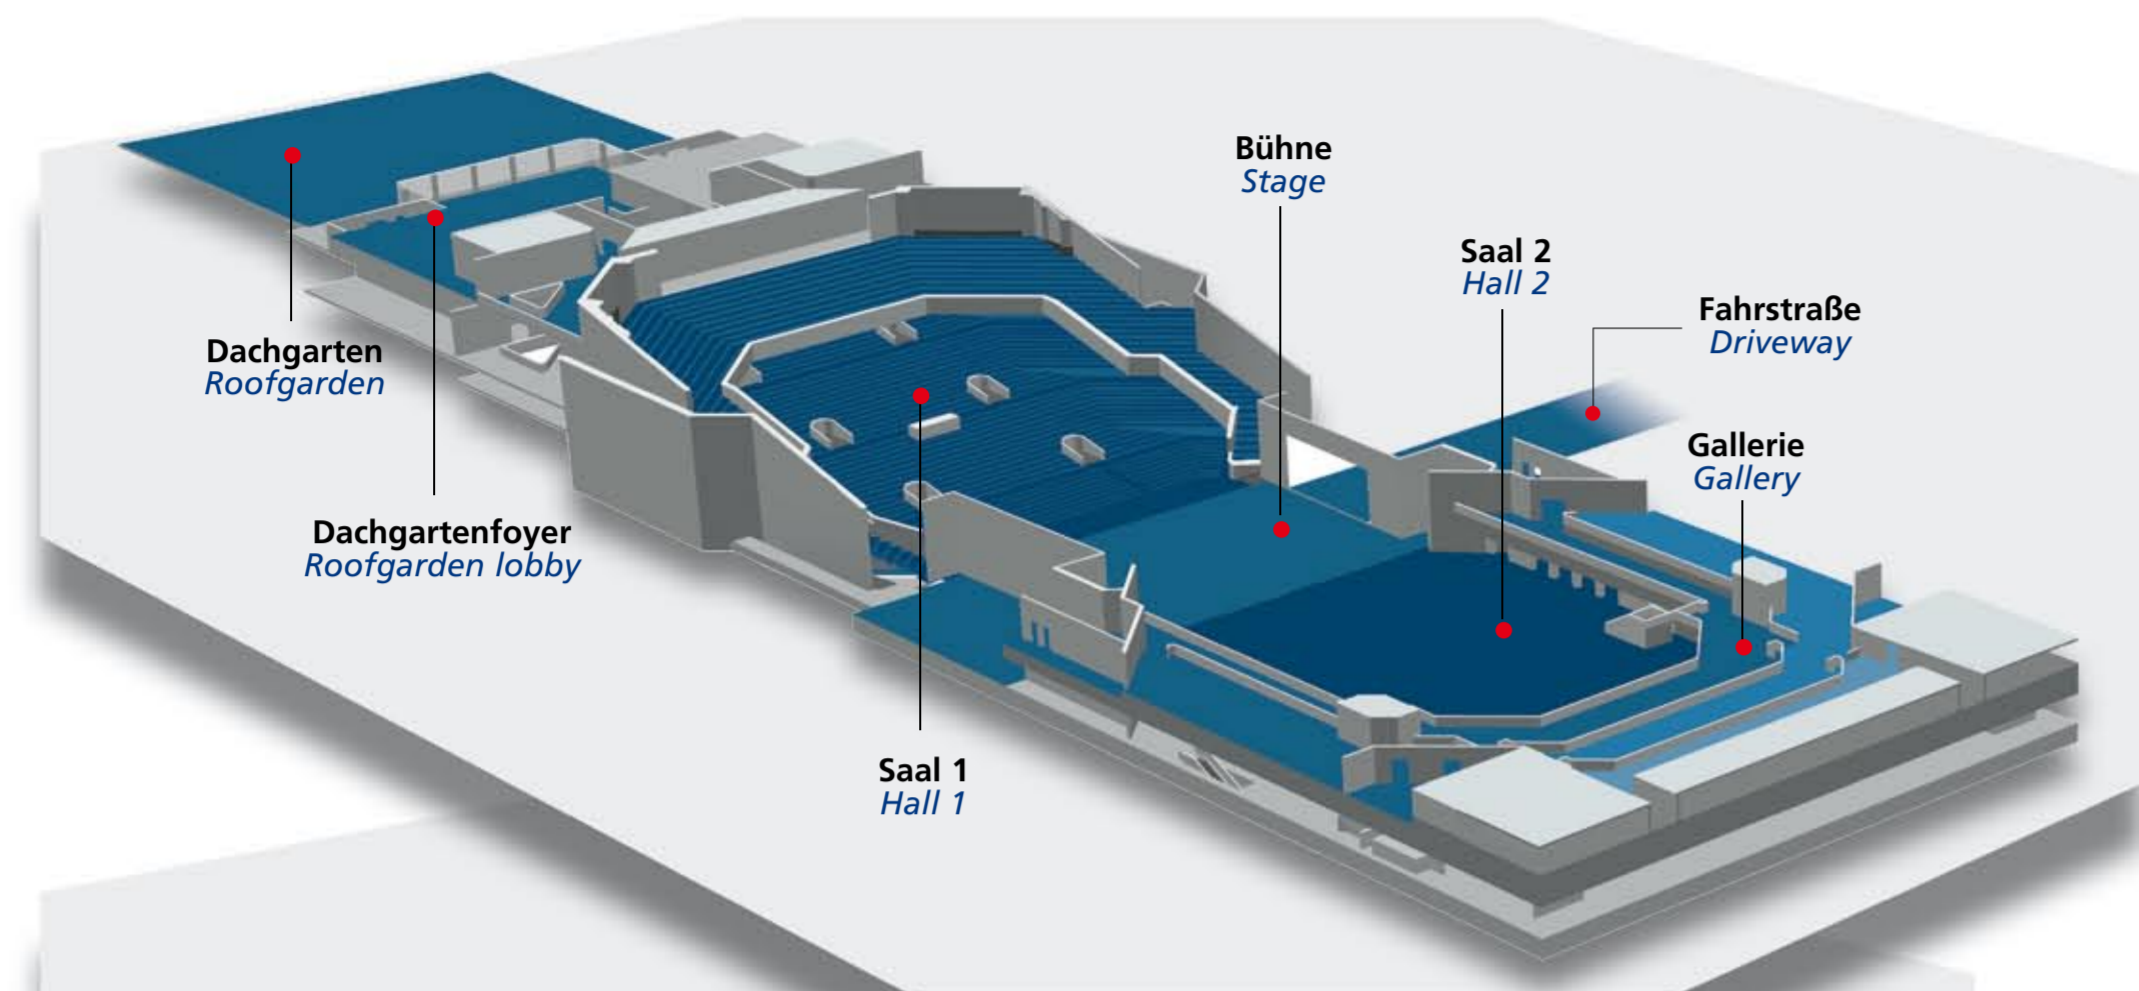 Bühne
Stage
Saal 2
Hall 2
Fahrstraße
Driveway
Dachgarten
Roofgarden
Gallerie
Gallery
Dachgartenfoyer
Roofgarden lobby
Saal 1
Hall 1